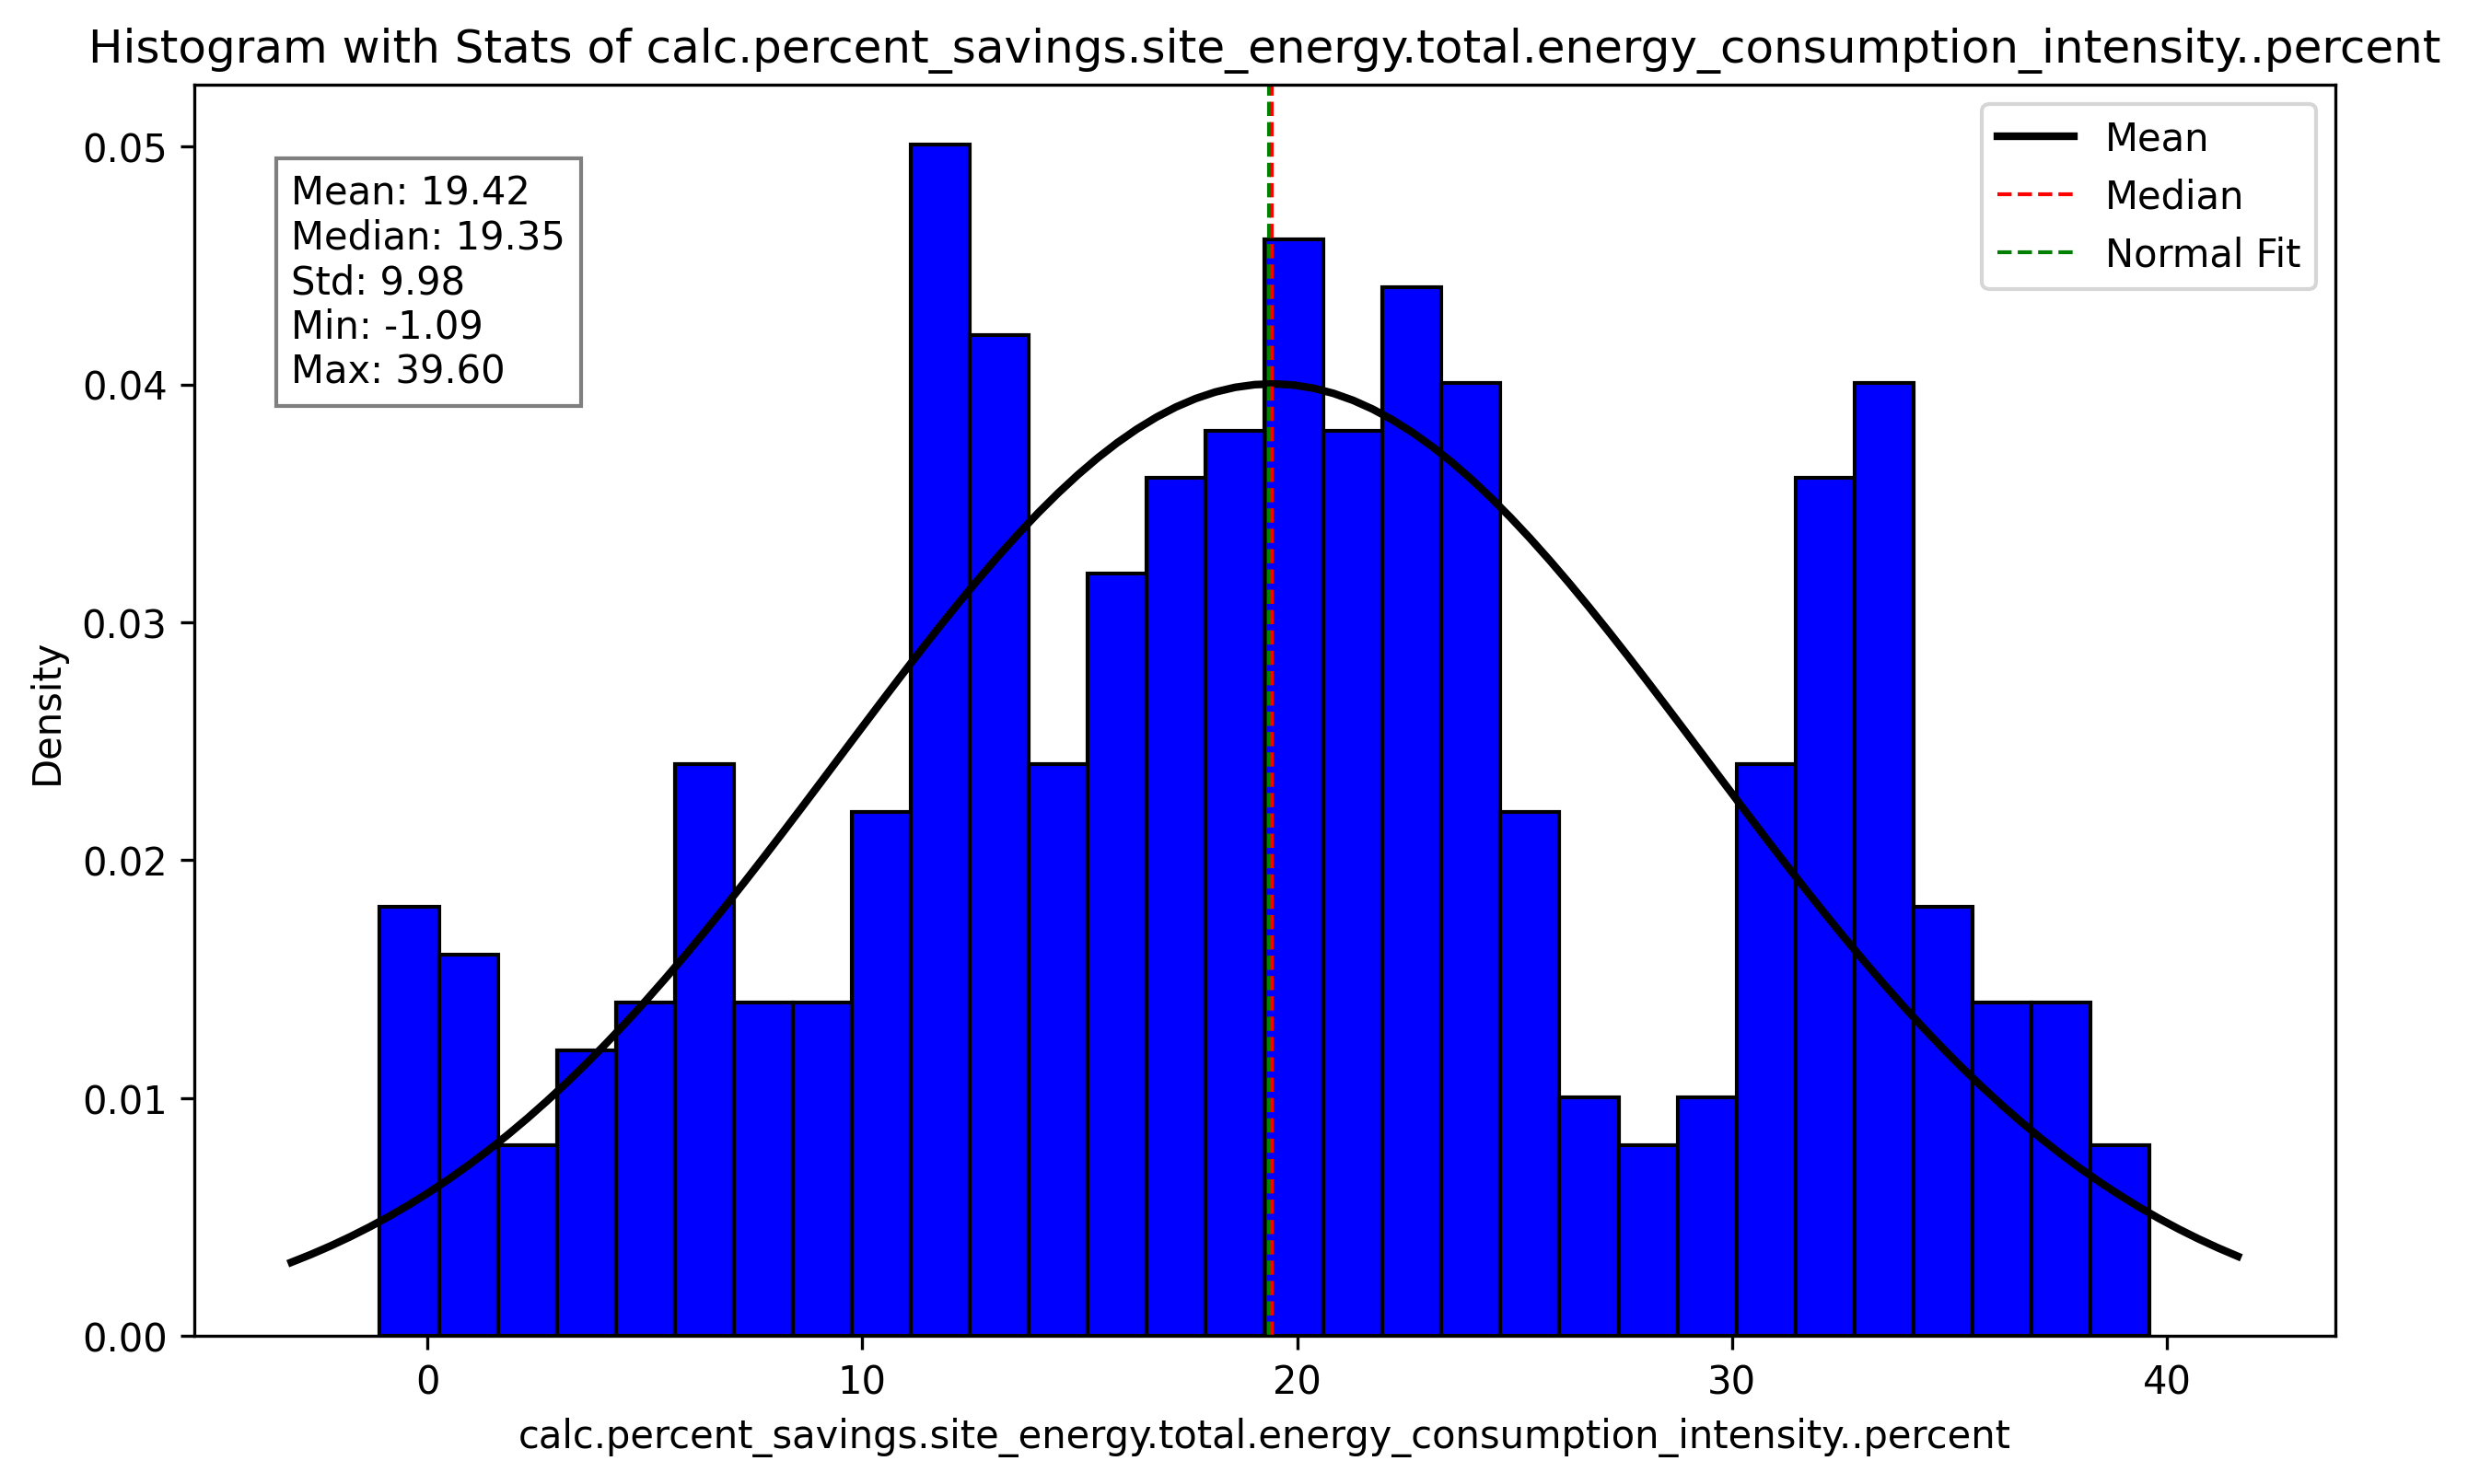 Histogram with Stats of calc.percent_savings.site_energy.total.energy_consumption_intensity..percent
Mean: 19.42
Median: 19.35
Std: 9.98
Min: -1.09
Max: 39.60
Mean
Median
Normal Fit
Density
0.05
0.04
0.03
0.02
0.01
0.00
0 10 20 30 40
calc.percent_savings.site_energy.total.energy_consumption_intensity..percent